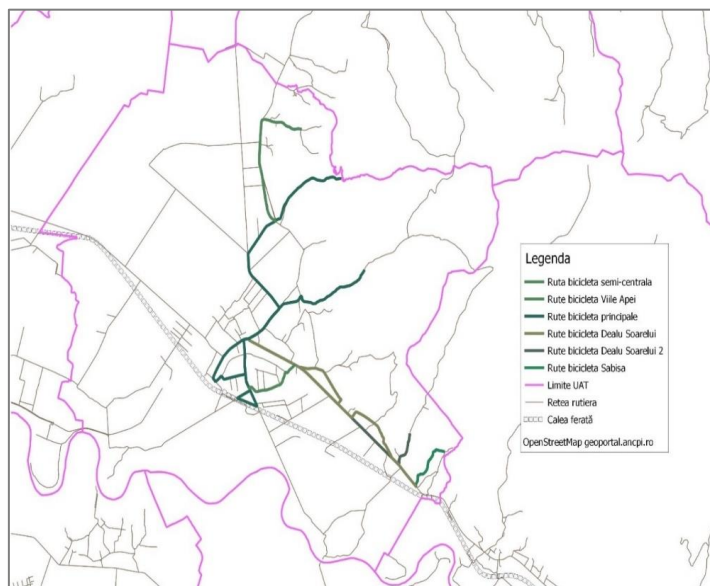 Legenda
Ruta bicicleta semi-centrala
Rute bicicleta Viile Apei
Rute bicicleta principale
Rute bicicleta Dealu Soarelui
Rute bicicleta Dealu Soarelui 2
Rute bicicleta Sabisa
Limite UAT
Retea rutiera
Calea ferată
OpenStreetMap geoportal.ancpi.ro